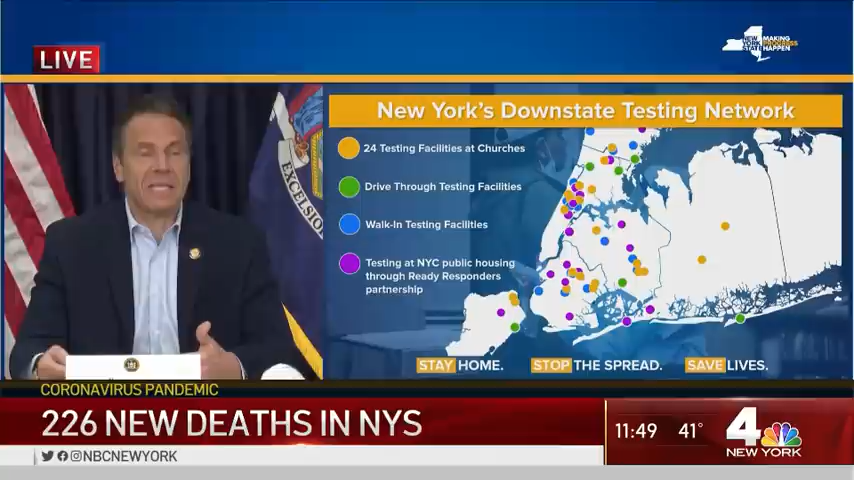 LIVE
NEW YORK STATE
MAKING PROGRESS HAPPEN
New York's Downstate Testing Network
24 Testing Facilities at Churches
Drive Through Testing Facilities
Walk-In Testing Facilities
Testing at NYC public housing
through Ready Responders
partnership
EXCELSIO
STAY HOME. STOP THE SPREAD. SAVE LIVES.
CORONAVIRUS PANDEMIC
226 NEW DEATHS IN NYS
11:49 41°
4
NEW YORK
@NBCNEWYORK